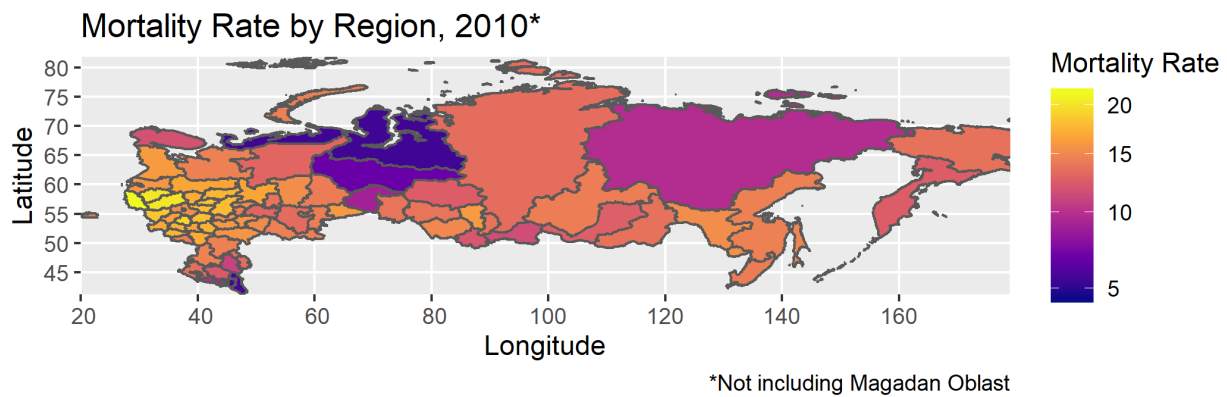 Mortality Rate by Region, 2010*
80
75
70
65
60
55
50
45
Latitude
20 40 60 80 100 120 140 160
Longitude
Mortality Rate
20
15
10
5
*Not including Magadan Oblast